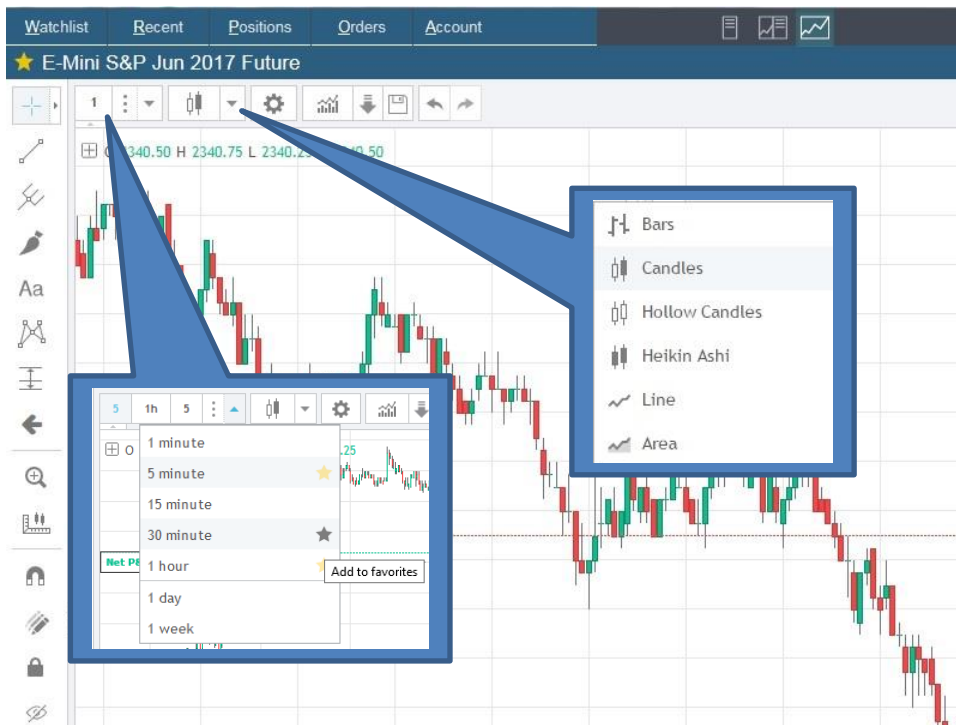 Watchlist Recent Positions Orders Account
E-Mini S&P Jun 2017 Future
1
2340.50 H 2340.75 L 2340.25
Aa
Bars
Candles
Hollow Candles
Heikin Ashi
Line
Area
5 1h 5
O .25
1 minute
5 minute
15 minute
30 minute
1 hour
Add to favorites
1 day
1 week
Net